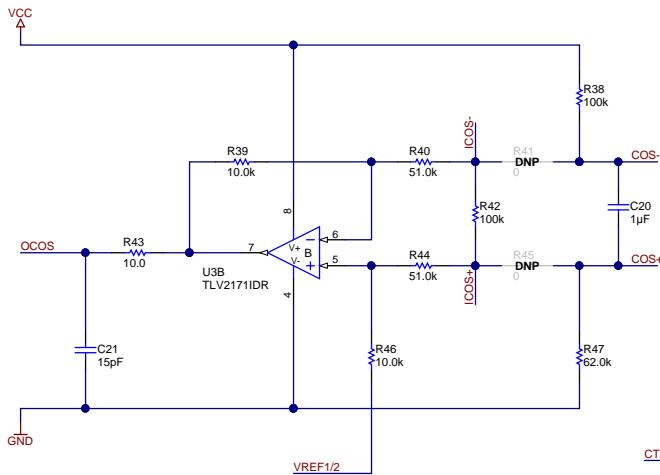 VCC
R38
100k
ICOS-
R39
10.0k
R40
51.0k
R41
DNP
0
COS-
R42
100k
C20
1µF
8
V+
6
OCOS
R43
10.0
7
B
V-
5
U3B
TLV2171IDR
4
R44
51.0k
ICOS+
R45
DNP
0
COS+
C21
15pF
R46
10.0k
R47
62.0k
GND
VREF1/2
CT